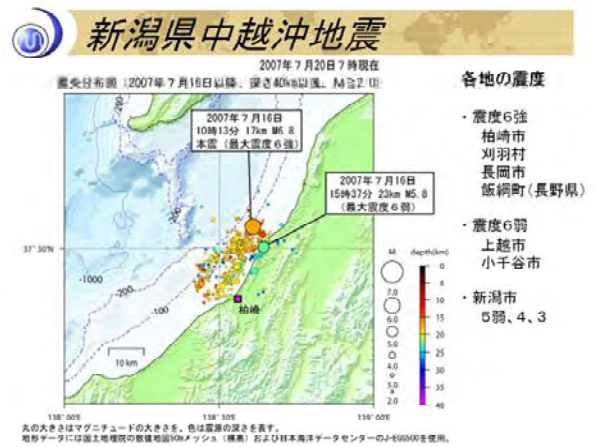 新潟県中越沖地震
2007年7月20日7時現在
震央分布図（2007年7月16日以降、深さ40km以浅、M≧2.0）
2007年7月16日
10時13分 17km M6.8
本震（最大震度6強）
2007年7月16日
15時37分 23km M5.8
（最大震度6弱）
37°30'N
-200
-200
-1000
-200
-100
柏崎
10 km
138°00'E
138°30'E
139°00'E
M
7.0
6.0
5.0
4.0
3.0
2.0
depth(km)
0
5
10
15
20
25
30
35
40
各地の震度
・震度6強
柏崎市
刈羽村
長岡市
飯綱町(長野県)
・震度6弱
上越市
小千谷市
・新潟市
5弱、4、3
丸の大きさはマグニチュードの大きさを、色は震源の深さを表す。
地形データには国土地理院の数値地図50mメッシュ（標高）および日本海洋データセンターのJ-EGG500を使用。